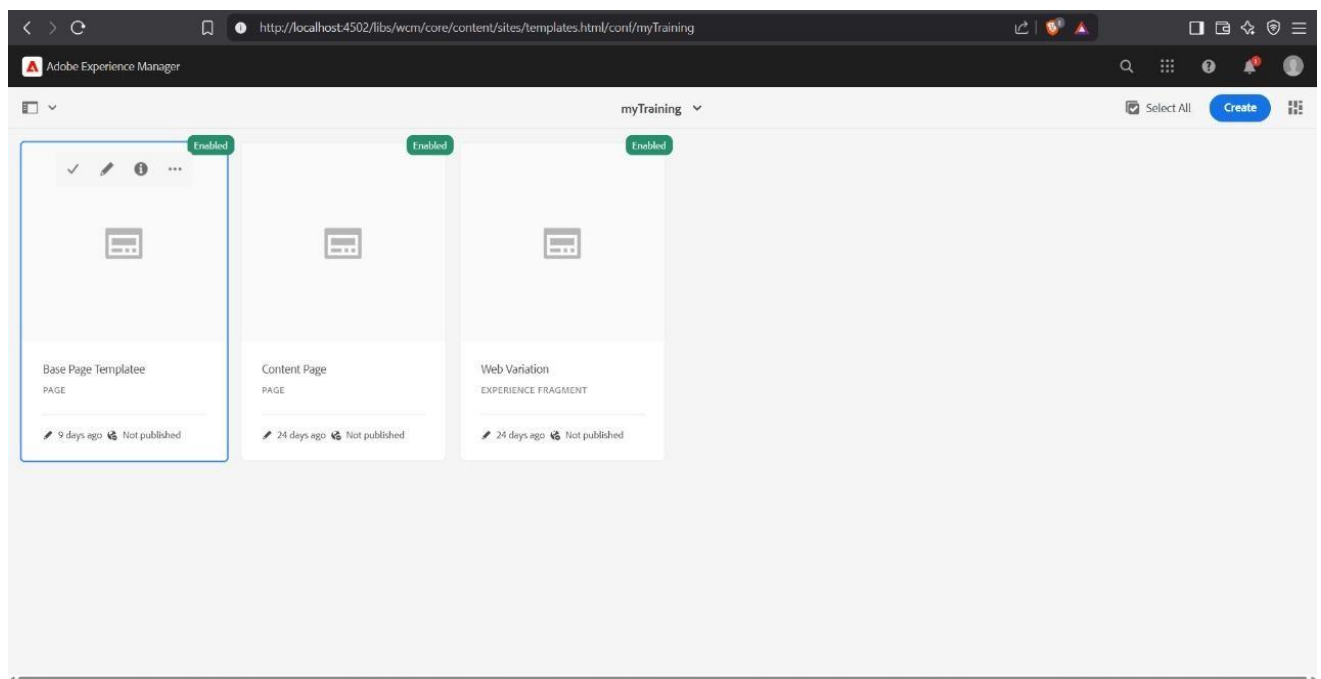 http://localhost:4502/libs/wcm/core/content/sites/templates.html/conf/myTraining
Adobe Experience Manager
myTraining
Select All
Create
Enabled
Enabled
Enabled
Base Page Templatee
PAGE
9 days ago Not published
Content Page
PAGE
24 days ago Not published
Web Variation
EXPERIENCE FRAGMENT
24 days ago Not published